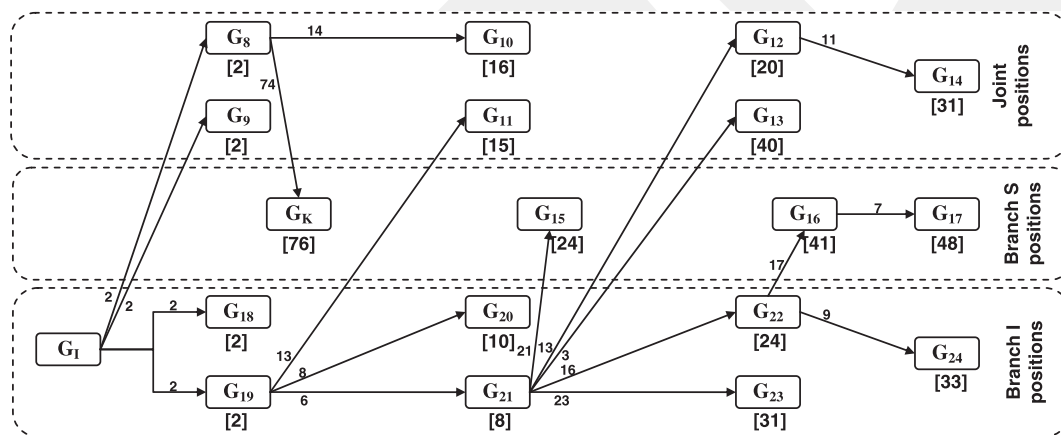 G8 14 G10 G12 11
[2] [16] [20] G14
74 [31]
G9 G11 G13
[2] [15] [40]
Joint
positions
GK G15 G16 7 G17
[76] [24] [41] [48]
Branch S
positions
17
2 2
2 G18 G20 G22 9
[2] [10] [24]
GI 13 21 13 3 G24
8 16 [33]
2 G19 6 G21 23 G23
[2] [8] [31]
Branch I
positions